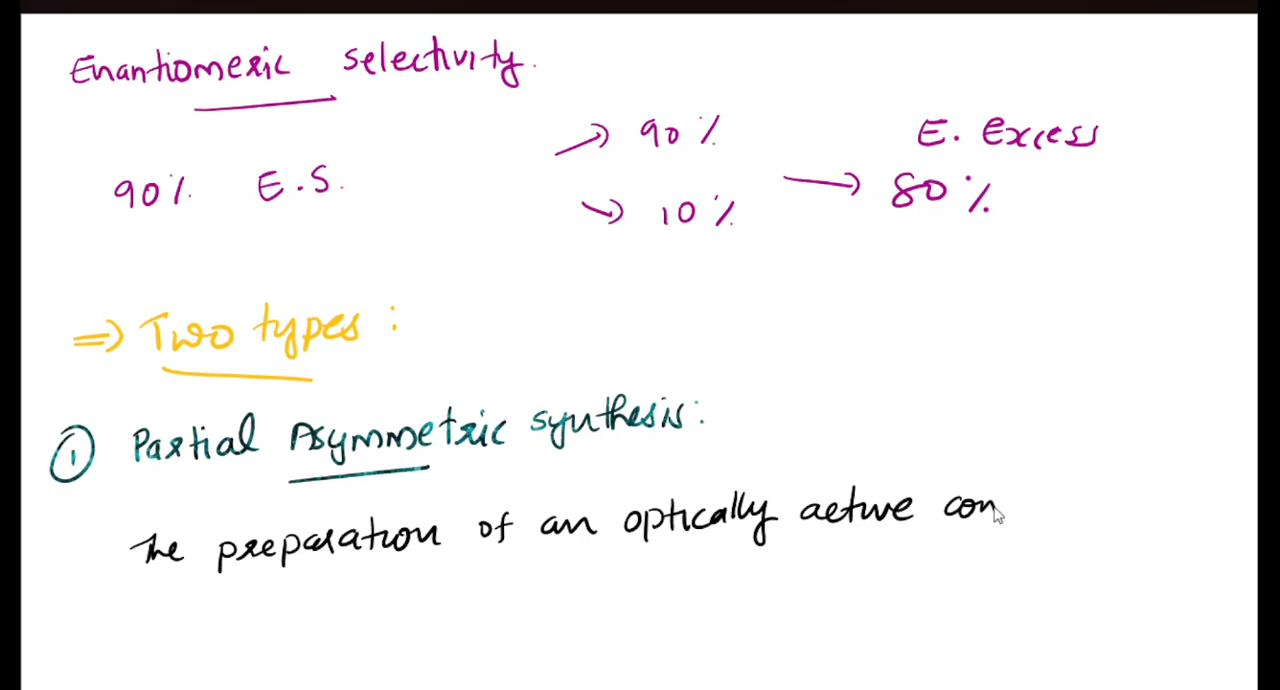 Enantiomeric selectivity.
90% E.S. → 90% E. Excess
→ 10% → 80%
⇒ Two types:
① Partial Asymmetric synthesis:
The preparation of an optically active com